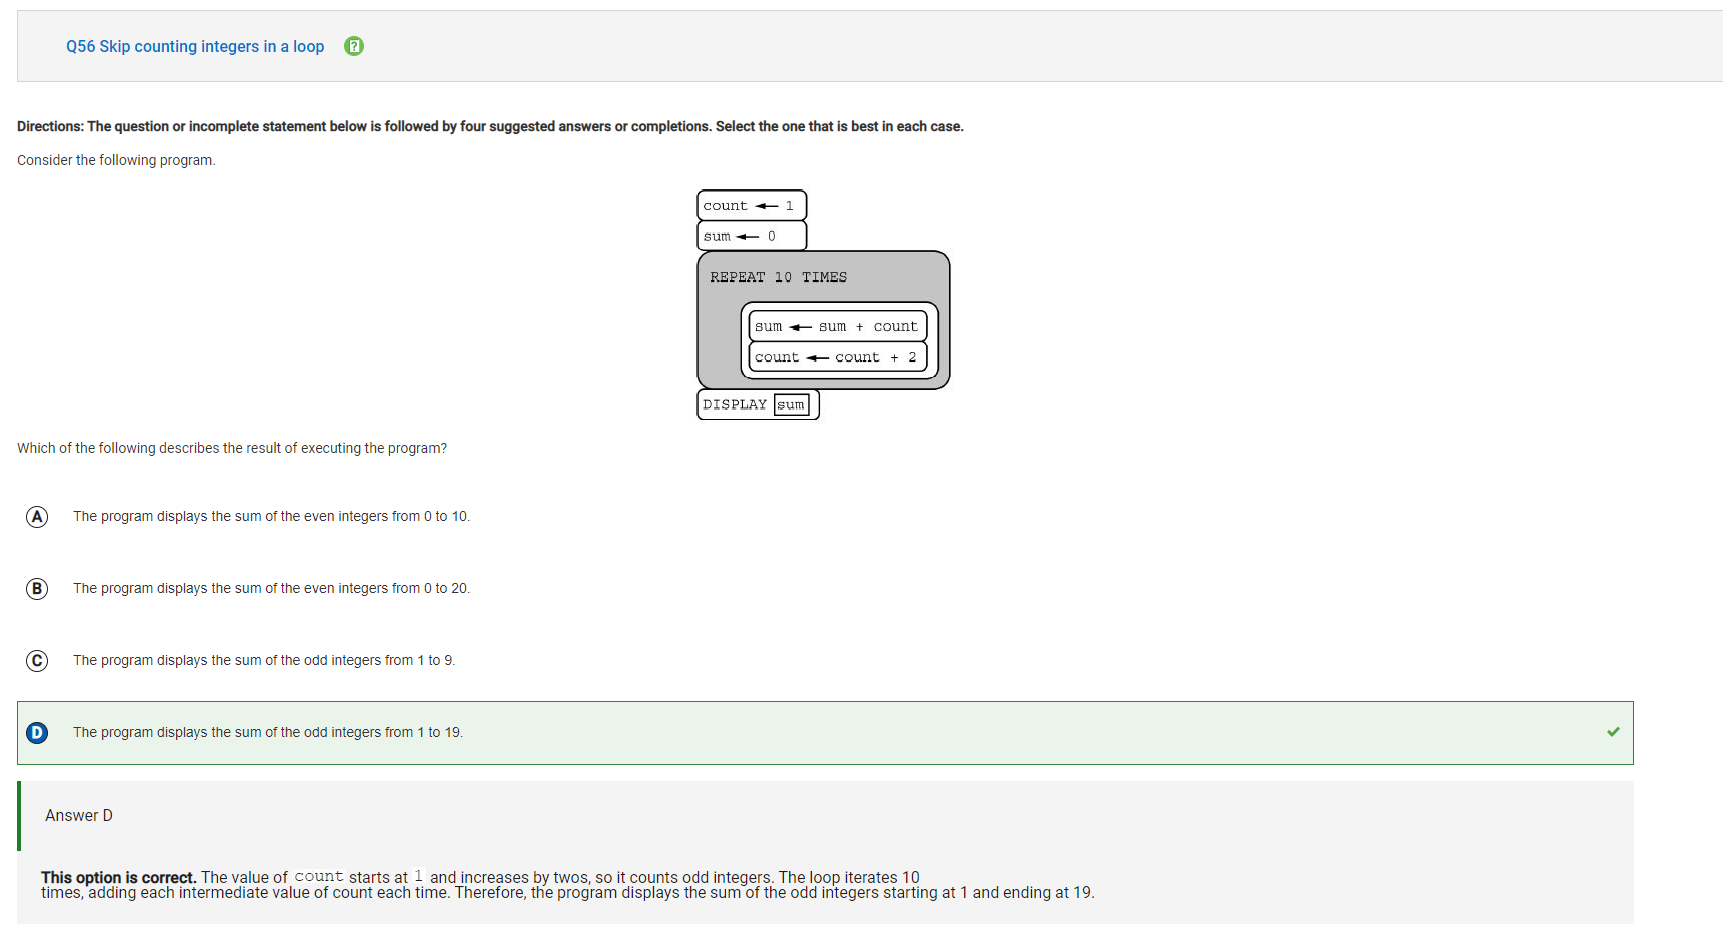 Q56 Skip counting integers in a loop
Directions: The question or incomplete statement below is followed by four suggested answers or completions. Select the one that is best in each case.
Consider the following program.
count ← 1
sum ← 0
REPEAT 10 TIMES
sum ← sum + count
count ← count + 2
DISPLAY sum
Which of the following describes the result of executing the program?
A The program displays the sum of the even integers from 0 to 10.
B The program displays the sum of the even integers from 0 to 20.
C The program displays the sum of the odd integers from 1 to 9.
D The program displays the sum of the odd integers from 1 to 19.
Answer D
This option is correct. The value of count starts at 1 and increases by twos, so it counts odd integers. The loop iterates 10
times, adding each intermediate value of count each time. Therefore, the program displays the sum of the odd integers starting at 1 and ending at 19.